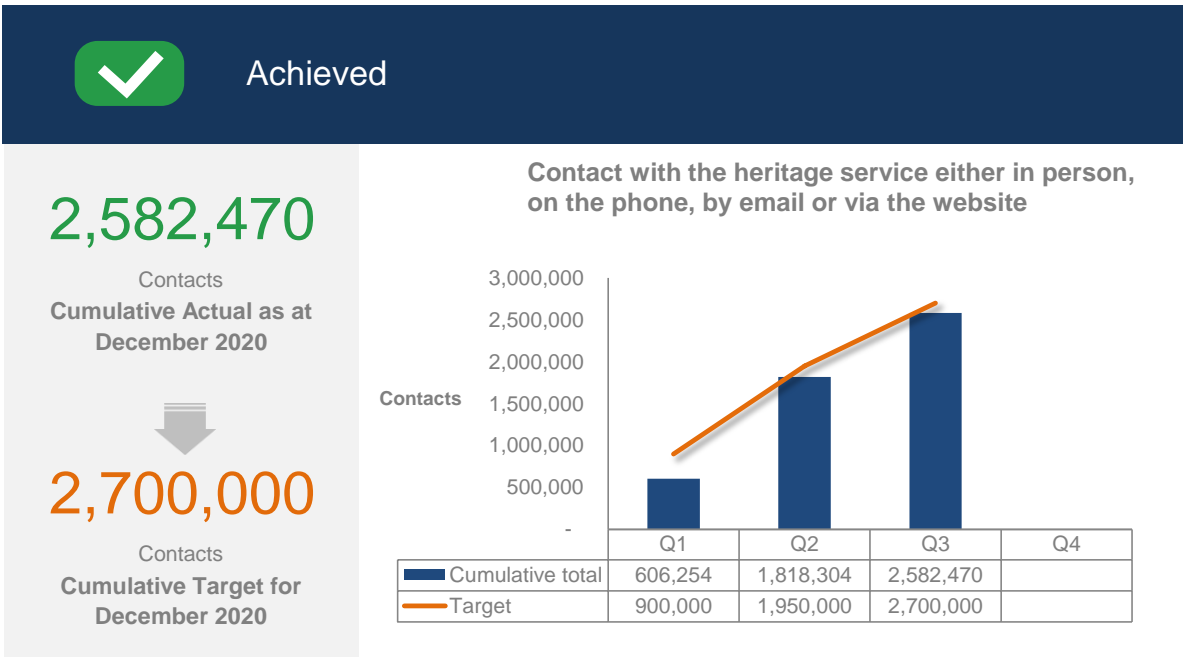 Achieved
2,582,470
Contacts
Cumulative Actual as at
December 2020
2,700,000
Contacts
Cumulative Target for
December 2020
Contact with the heritage service either in person,
on the phone, by email or via the website
Contacts
3,000,000
2,500,000
2,000,000
1,500,000
1,000,000
500,000
-
Q1 Q2 Q3 Q4
Cumulative total 606,254 1,818,304 2,582,470
Target 900,000 1,950,000 2,700,000